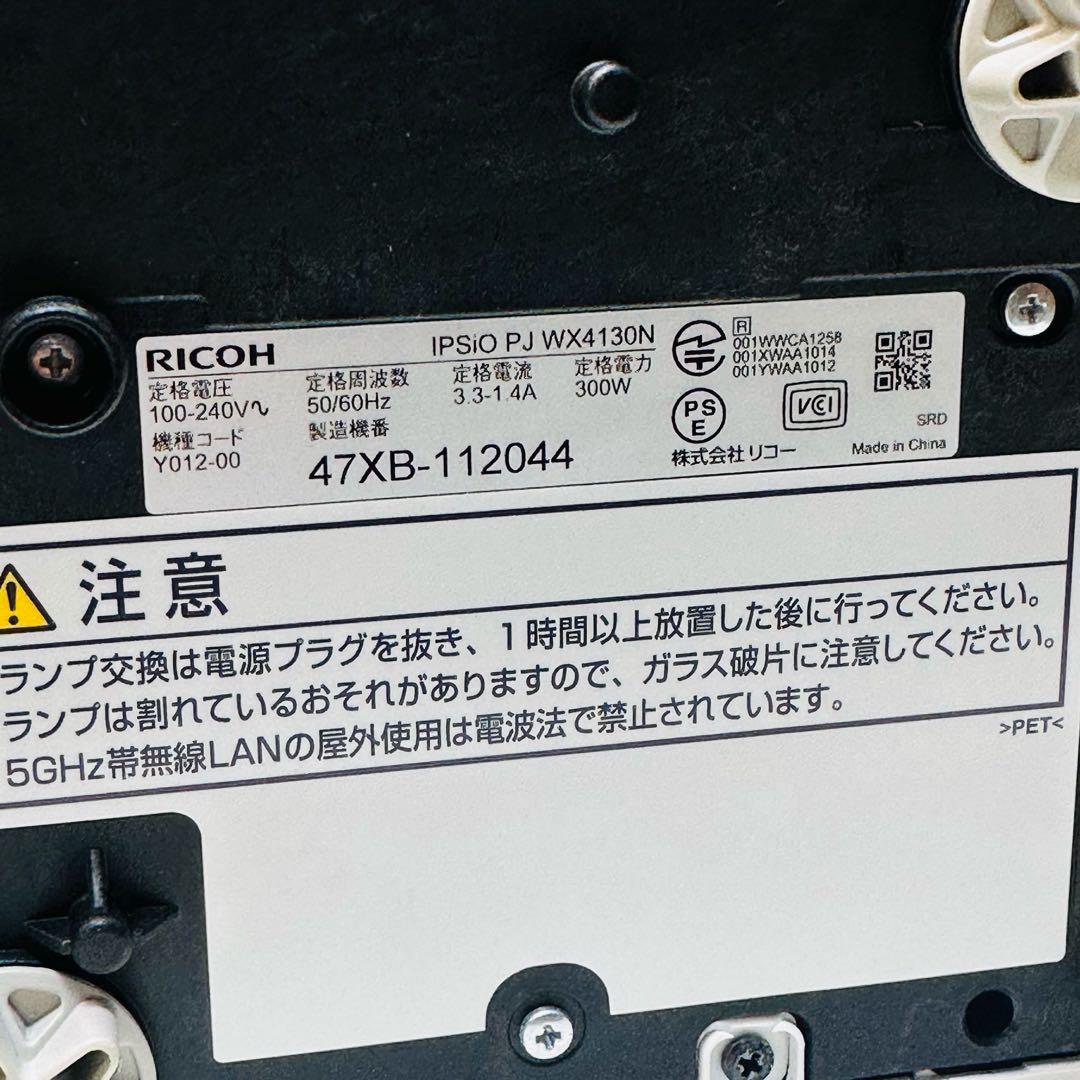 RICOH
IPSiO PJ WX4130N
定格電圧
100-240V∿
定格周波数
50/60Hz
定格電流
3.3-1.4A
定格電力
300W
機種コード
Y012-00
製造機番
47XB-112044
R
001WWCA1258
001XWAA1014
001YWAA1012
PS
E
VCI
株式会社リコー
SRD
Made in China
注意
ランプ交換は電源プラグを抜き、1時間以上放置した後に行ってください。
ランプは割れているおそれがありますので、ガラス破片に注意してください。
5GHz帯無線LANの屋外使用は電波法で禁止されています。
>PET<